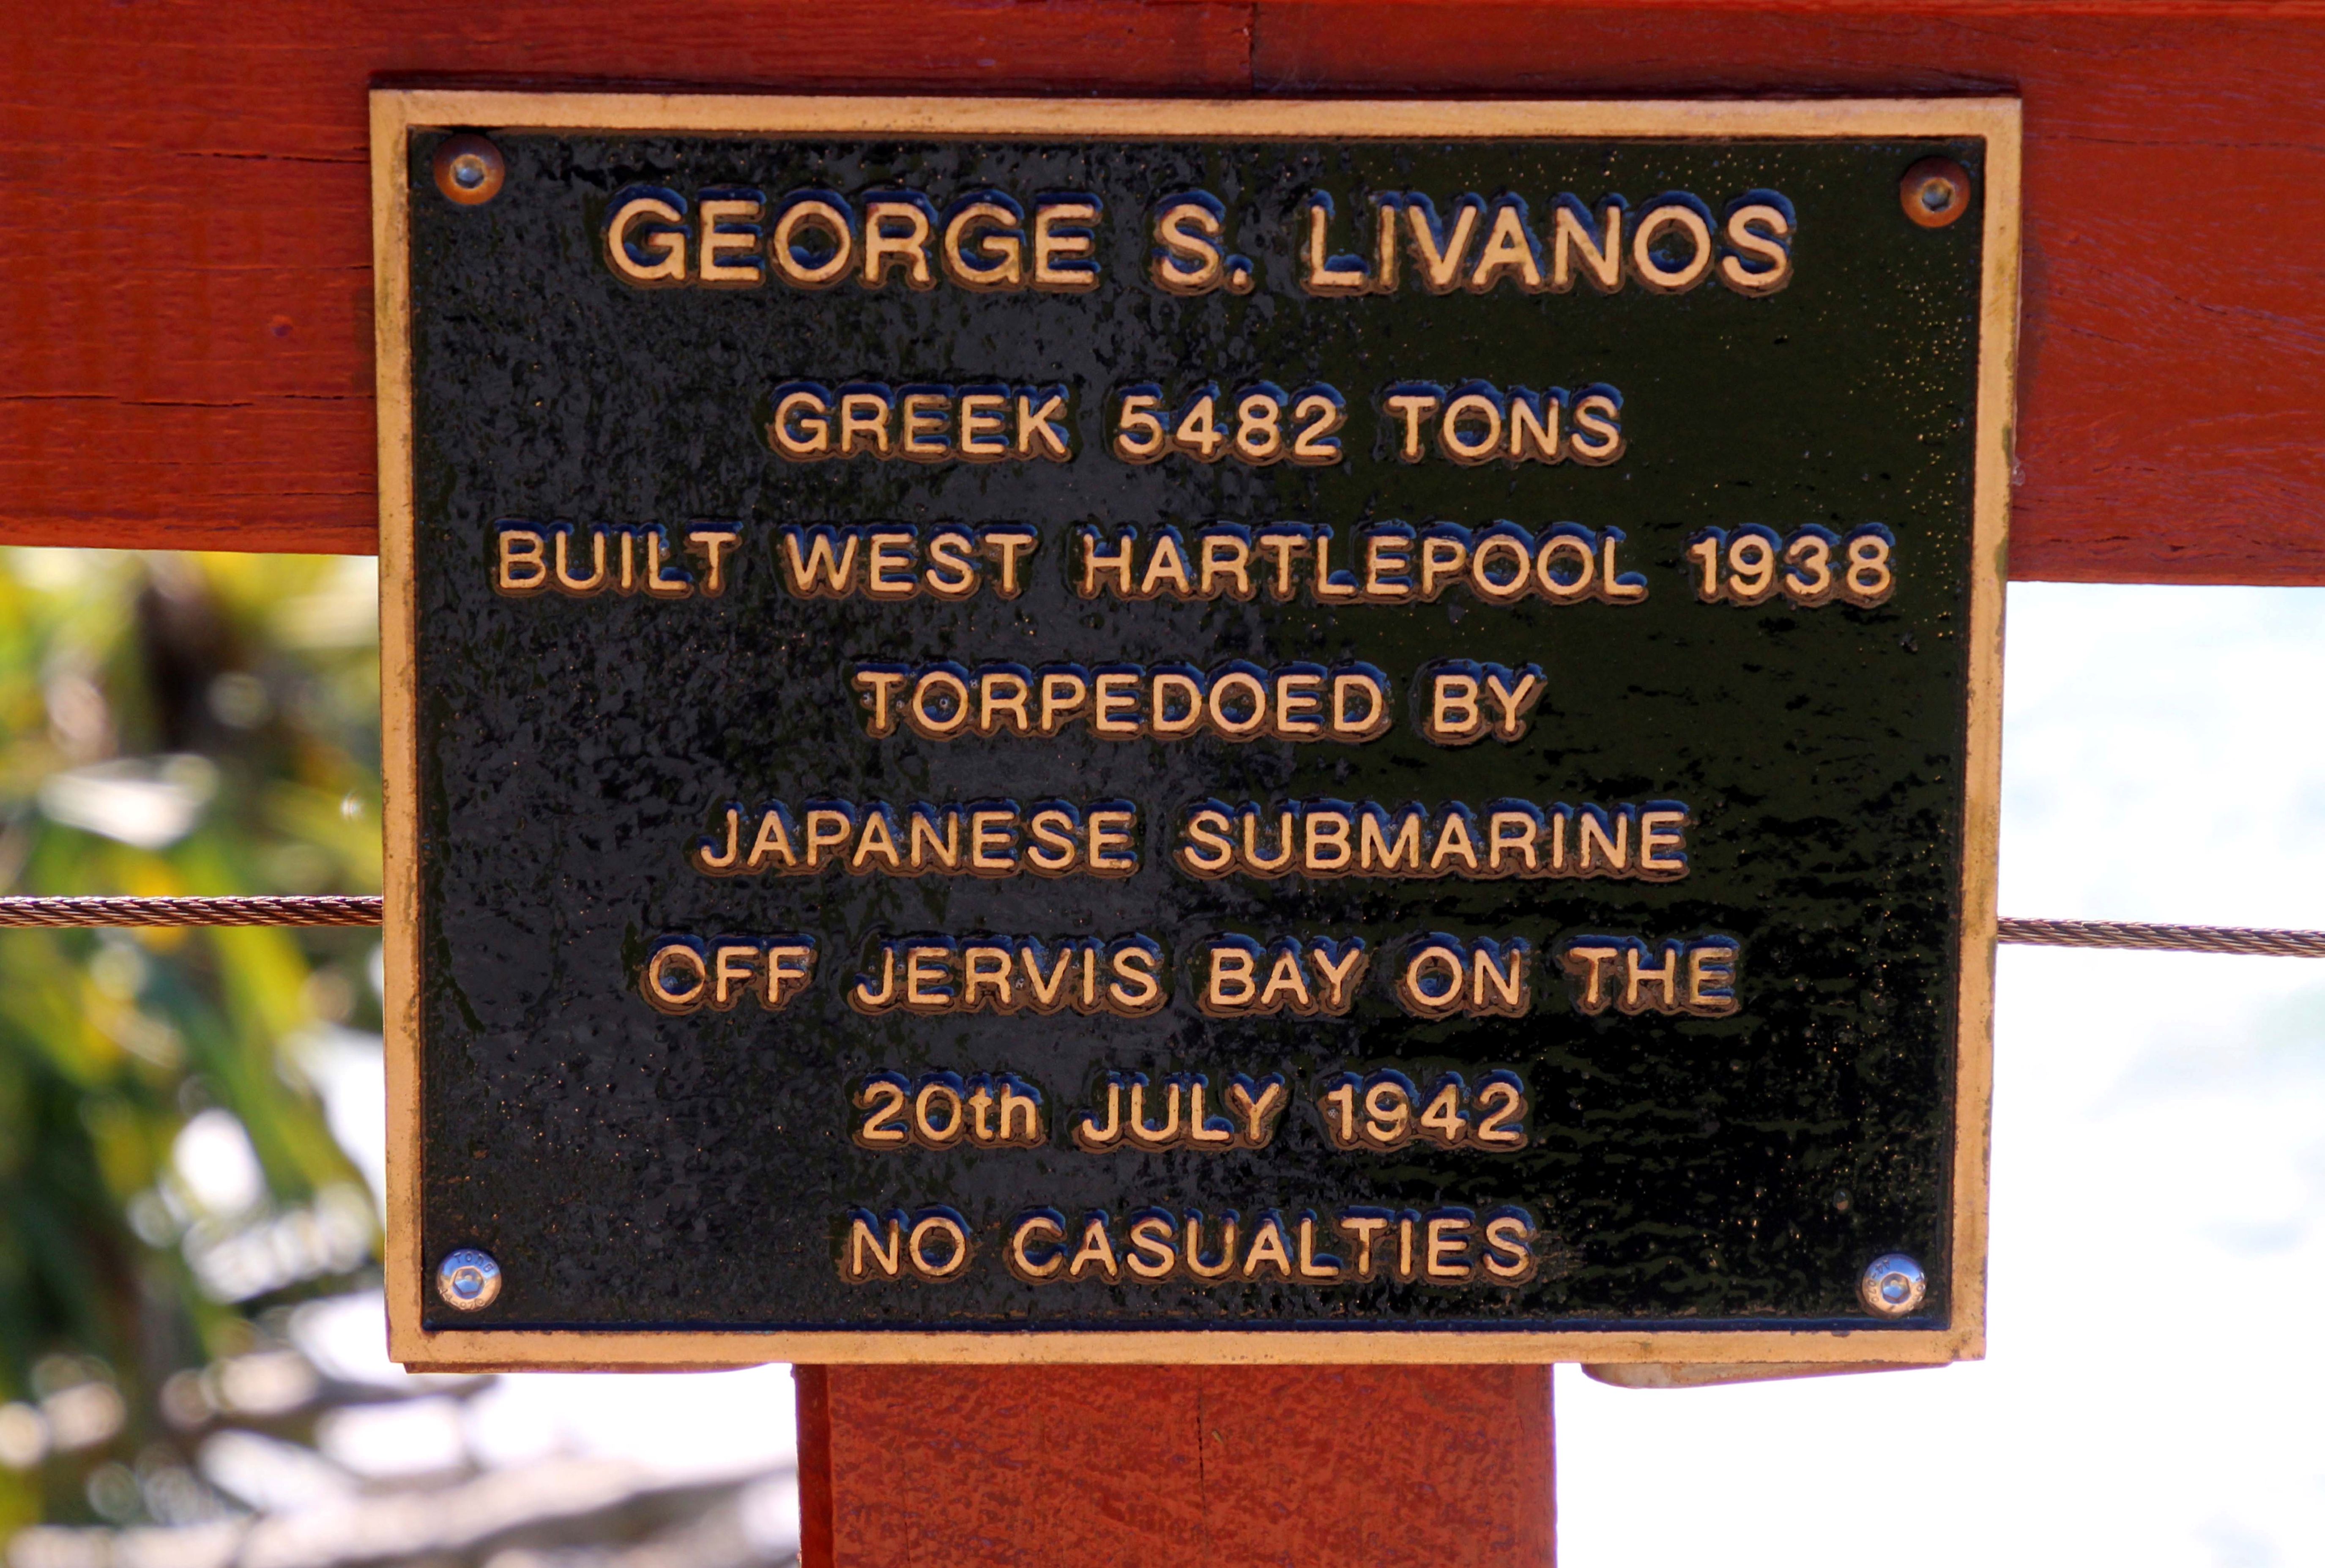 GEORGE S. LIVANOS
GREEK 5482 TONS
BUILT WEST HARTLEPOOL 1938
TORPEDOED BY
JAPANESE SUBMARINE
OFF JERVIS BAY ON THE
20th JULY 1942
NO CASUALTIES